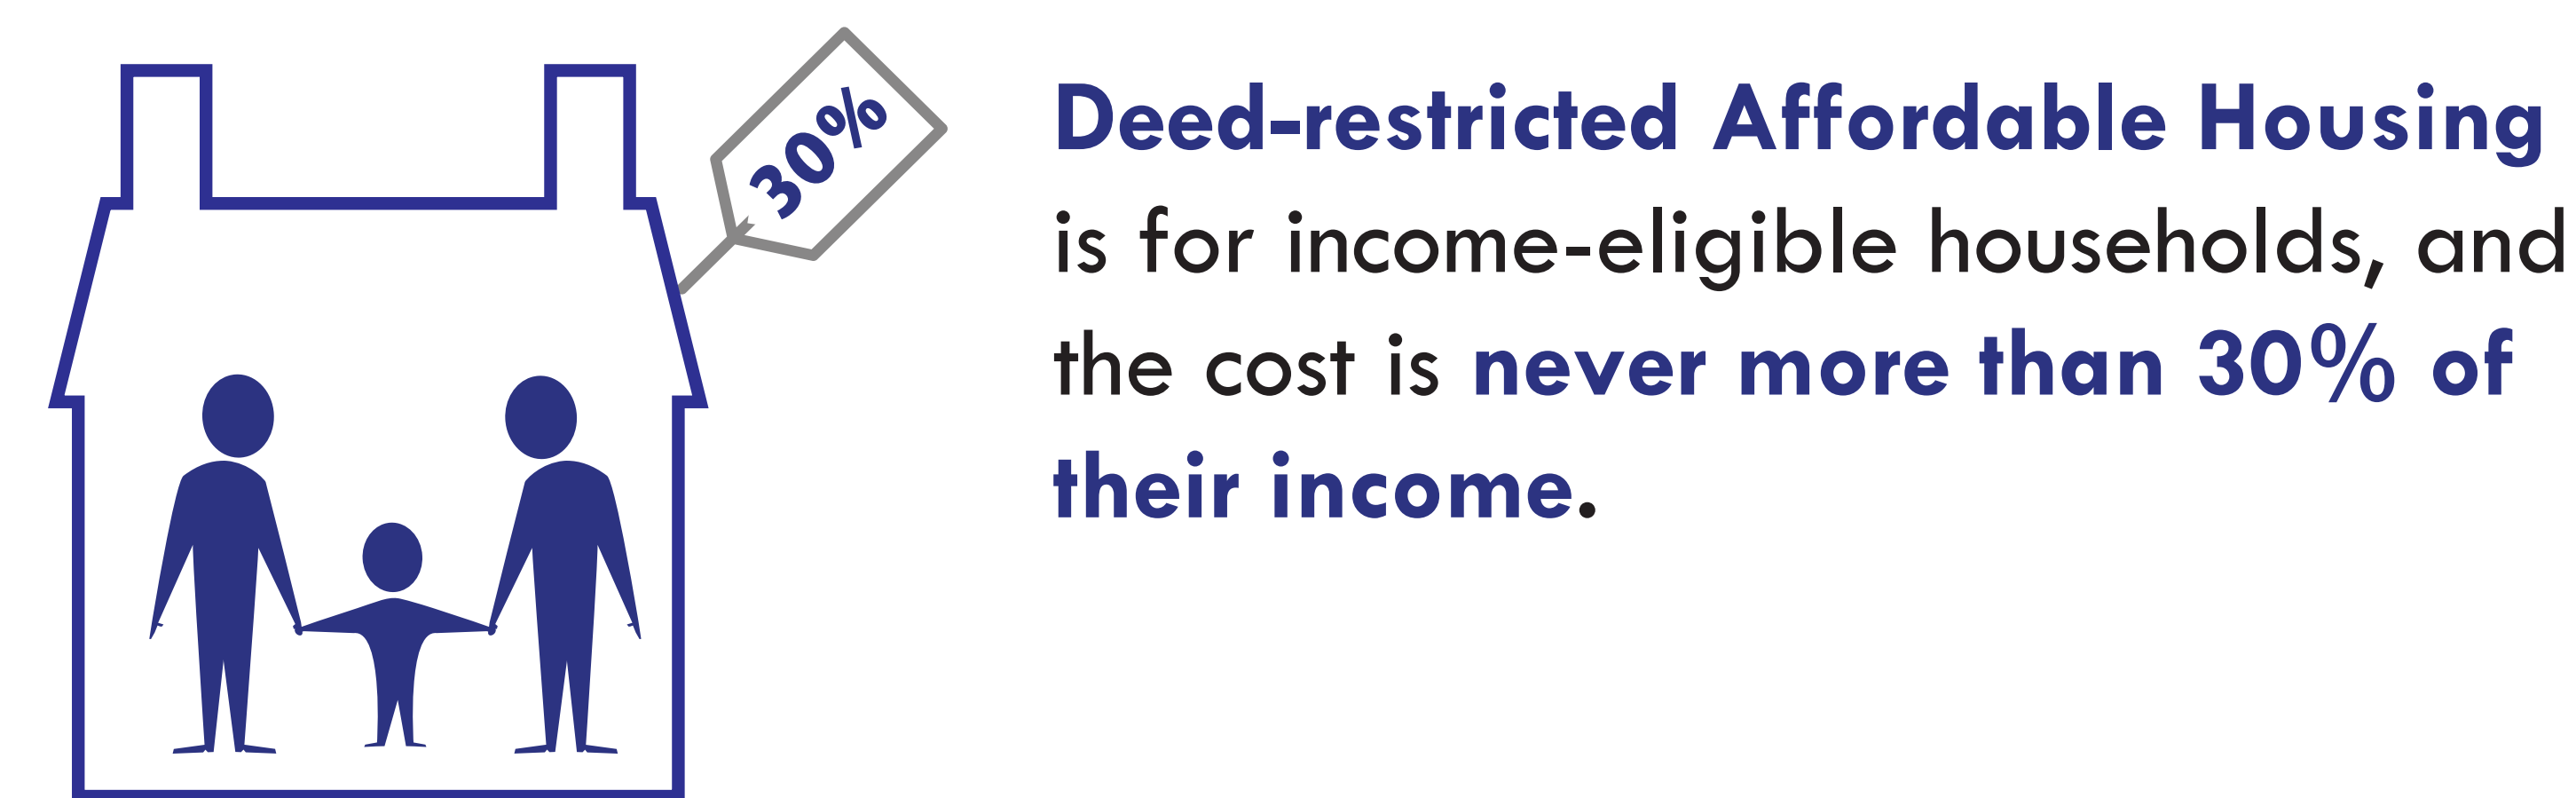 30%
Deed-restricted Affordable Housing
is for income-eligible households, and
the cost is never more than 30% of
their income.